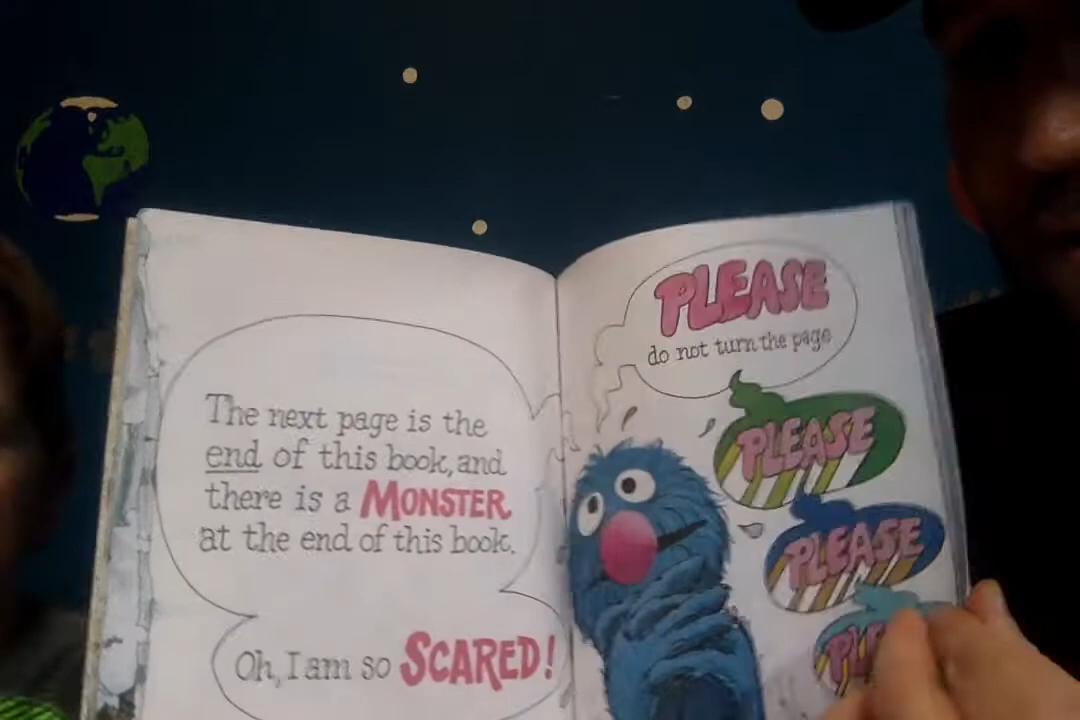 The next page is the
end of this book, and
there is a MONSTER
at the end of this book.
Oh, I am so SCARED!
PLEASE
do not turn the page
PLEASE
PLEASE